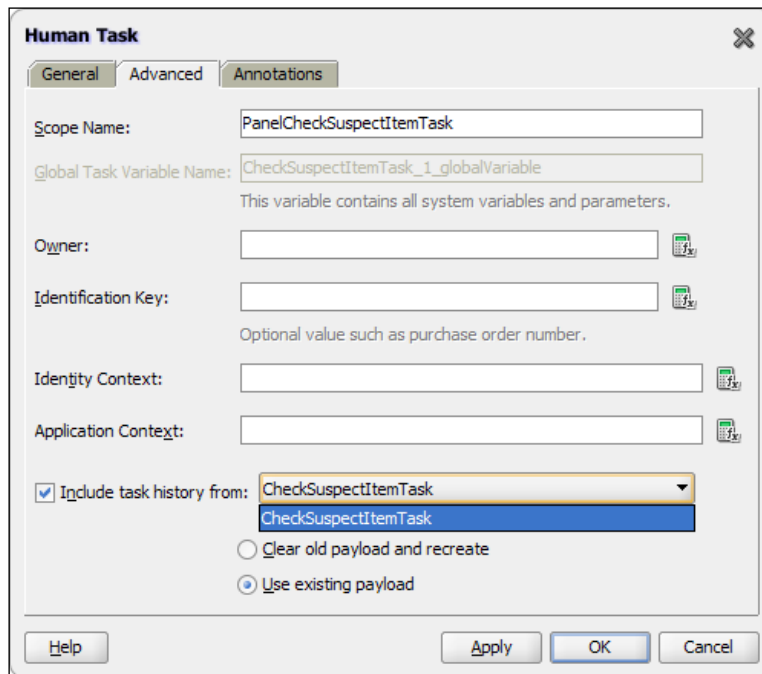 Human Task
General Advanced Annotations
Scope Name: PanelCheckSuspectItemTask
Global Task Variable Name: CheckSuspectItemTask_1_globalVariable
This variable contains all system variables and parameters.
Owner:
Identification Key:
Optional value such as purchase order number.
Identity Context:
Application Context:
Include task history from: CheckSuspectItemTask
CheckSuspectItemTask
Clear old payload and recreate
Use existing payload
Help Apply OK Cancel